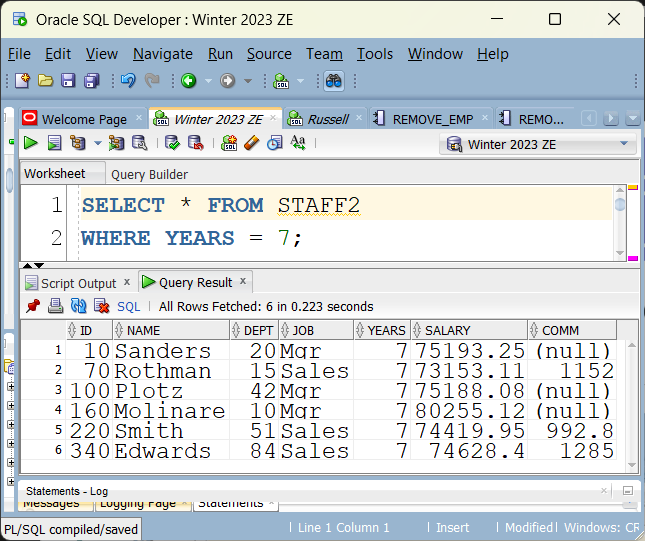 Oracle SQL Developer : Winter 2023 ZE
File Edit View Navigate Run Source Team Tools Window Help
Welcome Page Winter 2023 ZE Russell REMOVE_EMP REMO...
Winter 2023 ZE
Worksheet Query Builder
1 SELECT * FROM STAFF2
2 WHERE YEARS = 7;
Script Output x Query Result x
SQL | All Rows Fetched: 6 in 0.223 seconds
ID NAME DEPT JOB YEARS SALARY COMM
1 10 Sanders 20 Mgr 7 75193.25 (null)
2 70 Rothman 15 Sales 7 73153.11 1152
3 100 Plotz 42 Mgr 7 75188.08 (null)
4 160 Molinare 10 Mgr 7 80255.12 (null)
5 220 Smith 51 Sales 7 74419.95 992.8
6 340 Edwards 84 Sales 7 74628.4 1285
Statements - Log
Messages Logging Page Statements
PL/SQL compiled/saved | Line 1 Column 1 | Insert | Modified | Windows: CR